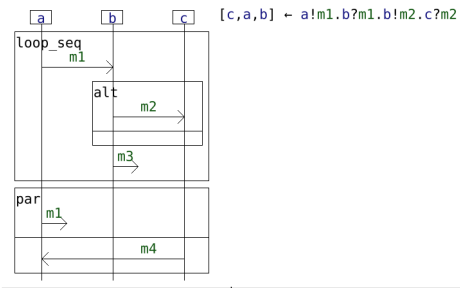 a b c [c,a,b] ← a!m1.b?m1.b!m2.c?m2
loop_seq
m1
alt
m2
m3
par
m1
m4